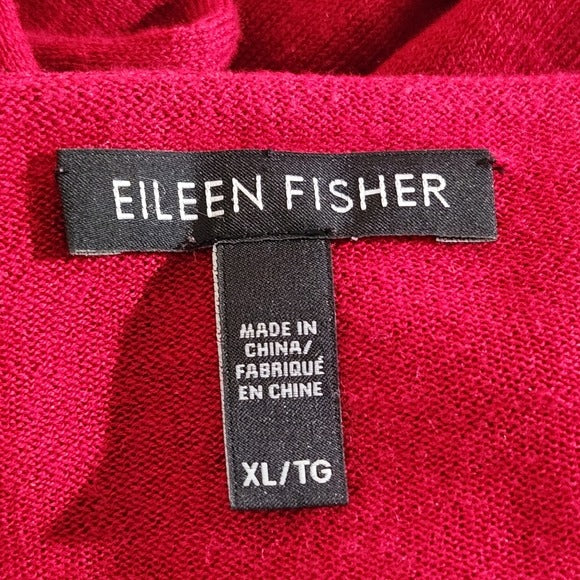 EILEEN FISHER
MADE IN
CHINA/
FABRIQUÉ
EN CHINE
XL/TG